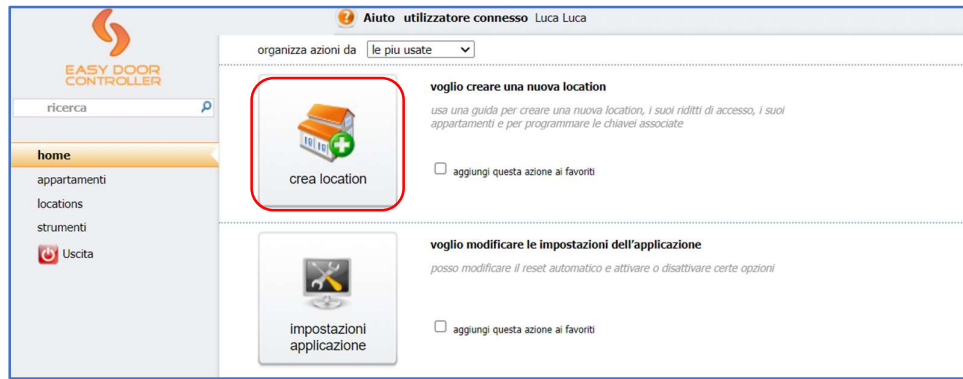 Aiuto utilizzatore connesso Luca Luca
EASY DOOR
CONTROLLER
ricerca
home
appartamenti
locations
strumenti
Uscita
organizza azioni da le piu usate
crea location
voglio creare una nuova location
usa una guida per creare una nuova location, i suoi riditti di accesso, i suoi
appartamenti e per programmare le chiavei associate
aggiungi questa azione ai favoriti
impostazioni
applicazione
voglio modificare le impostazioni dell'applicazione
posso modificare il reset automatico e attivare o disattivare certe opzioni
aggiungi questa azione ai favoriti